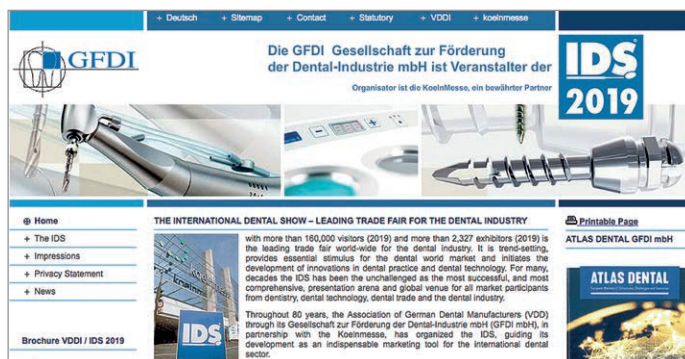 + Deutsch + Sitemap + Contact + Statutory + VDDI + koelnmesse
GFDI
Die GFDI Gesellschaft zur Förderung
der Dental-Industrie mbH ist Veranstalter der
Organisator ist die KoelnMesse, ein bewährter Partner
IDS
2019
Home
+ The IDS
+ Impressions
+ Privacy Statement
+ News
Brochure VDDI / IDS 2019
THE INTERNATIONAL DENTAL SHOW – LEADING TRADE FAIR FOR THE DENTAL INDUSTRY
with more than 160,000 visitors (2019) and more than 2,327 exhibitors (2019) is
the leading trade fair world-wide for the dental industry. It is trend-setting,
provides essential stimulus for the dental world market and initiates the
development of innovations in dental practice and dental technology. For many,
decades the IDS has been the unchallenged as the most successful, and most
comprehensive, presentation arena and global venue for all market participants
from dentistry, dental technology, dental trade and the dental industry.
Throughout 80 years, the Association of German Dental Manufacturers (VDD)
through its Gesellschaft zur Förderung der Dental-Industrie mbH (GFDI mbH), in
partnership with the Koelnmesse, has organized the IDS, guiding its
development as an indispensable marketing tool for the international dental
sector.
IDS
Printable Page
ATLAS DENTAL GFDI mbH
ATLAS DENTAL